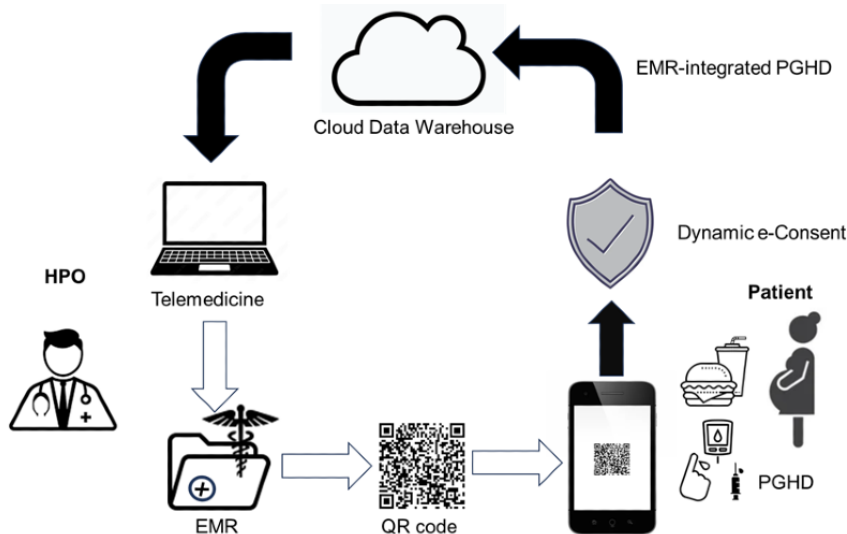 EMR-integrated PGHD
Cloud Data Warehouse
Dynamic e-Consent
HPO
Telemedicine
Patient
PGHD
EMR
QR code